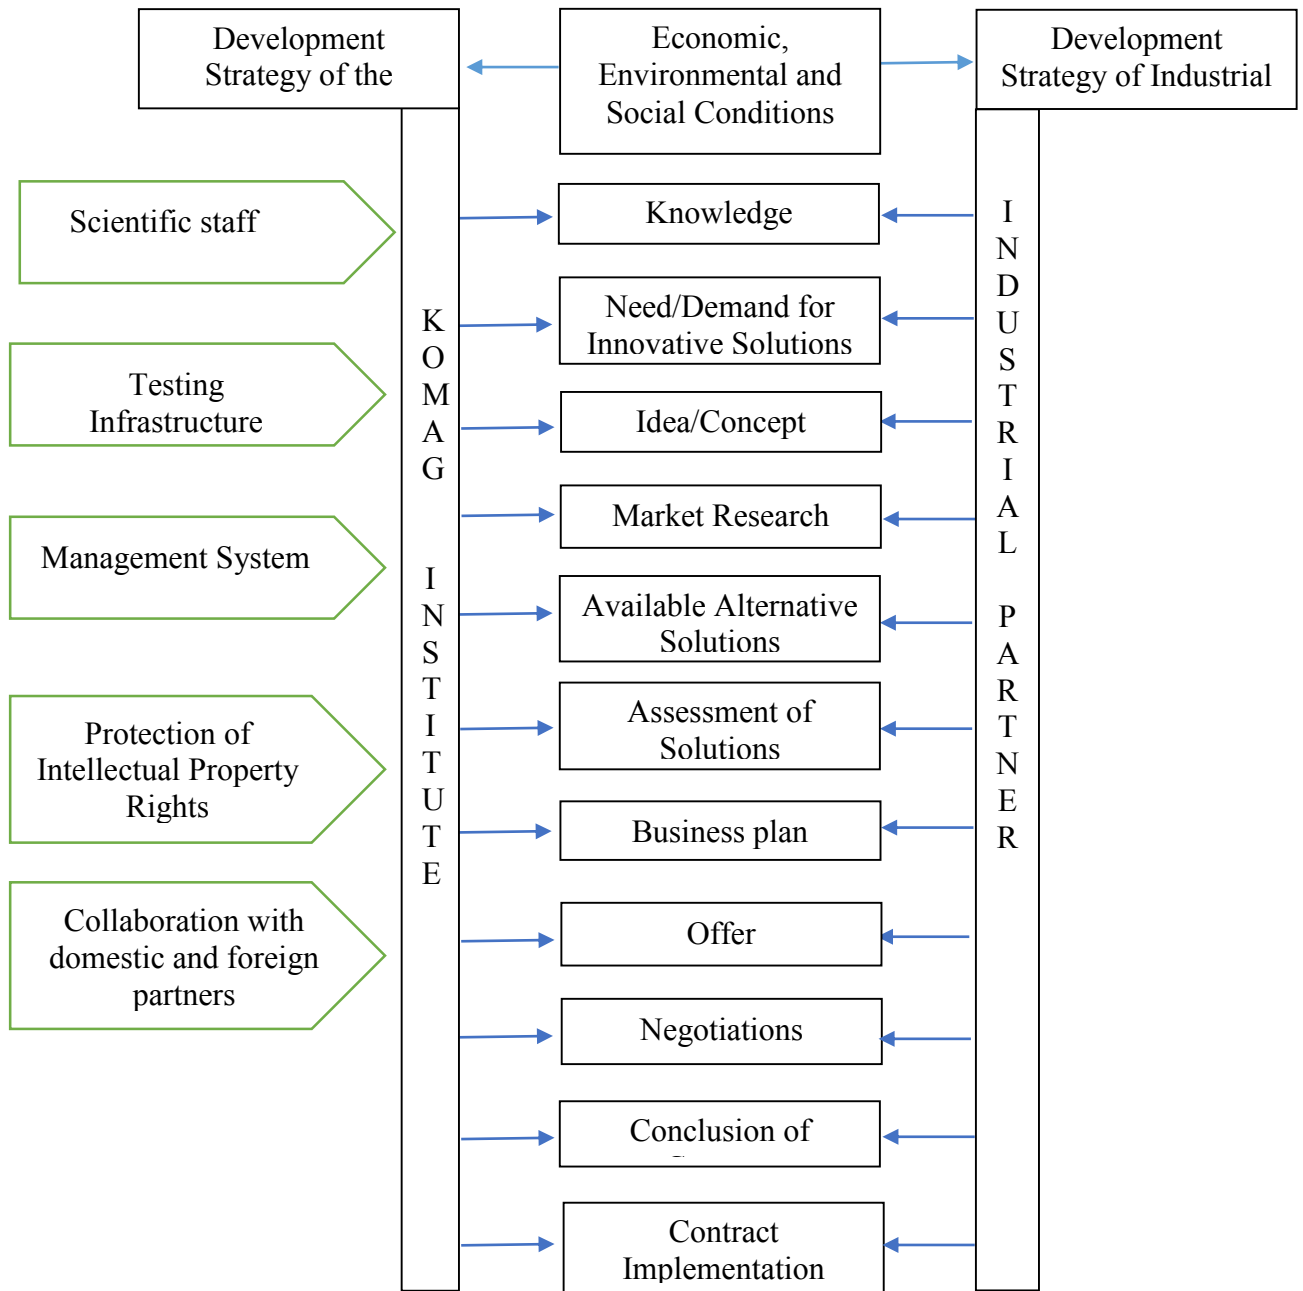 Development
Strategy of the
Economic,
Environmental and
Social Conditions
Development
Strategy of Industrial
Scientific staff
Testing
Infrastructure
Management System
Protection of
Intellectual Property
Rights
Collaboration with
domestic and foreign
partners
KOMAG INSTITUTE
Knowledge
Need/Demand for
Innovative Solutions
Idea/Concept
Market Research
Available Alternative
Solutions
Assessment of
Solutions
Business plan
Offer
Negotiations
Conclusion of
Contract
Implementation
INDUSTRIAL PARTNER